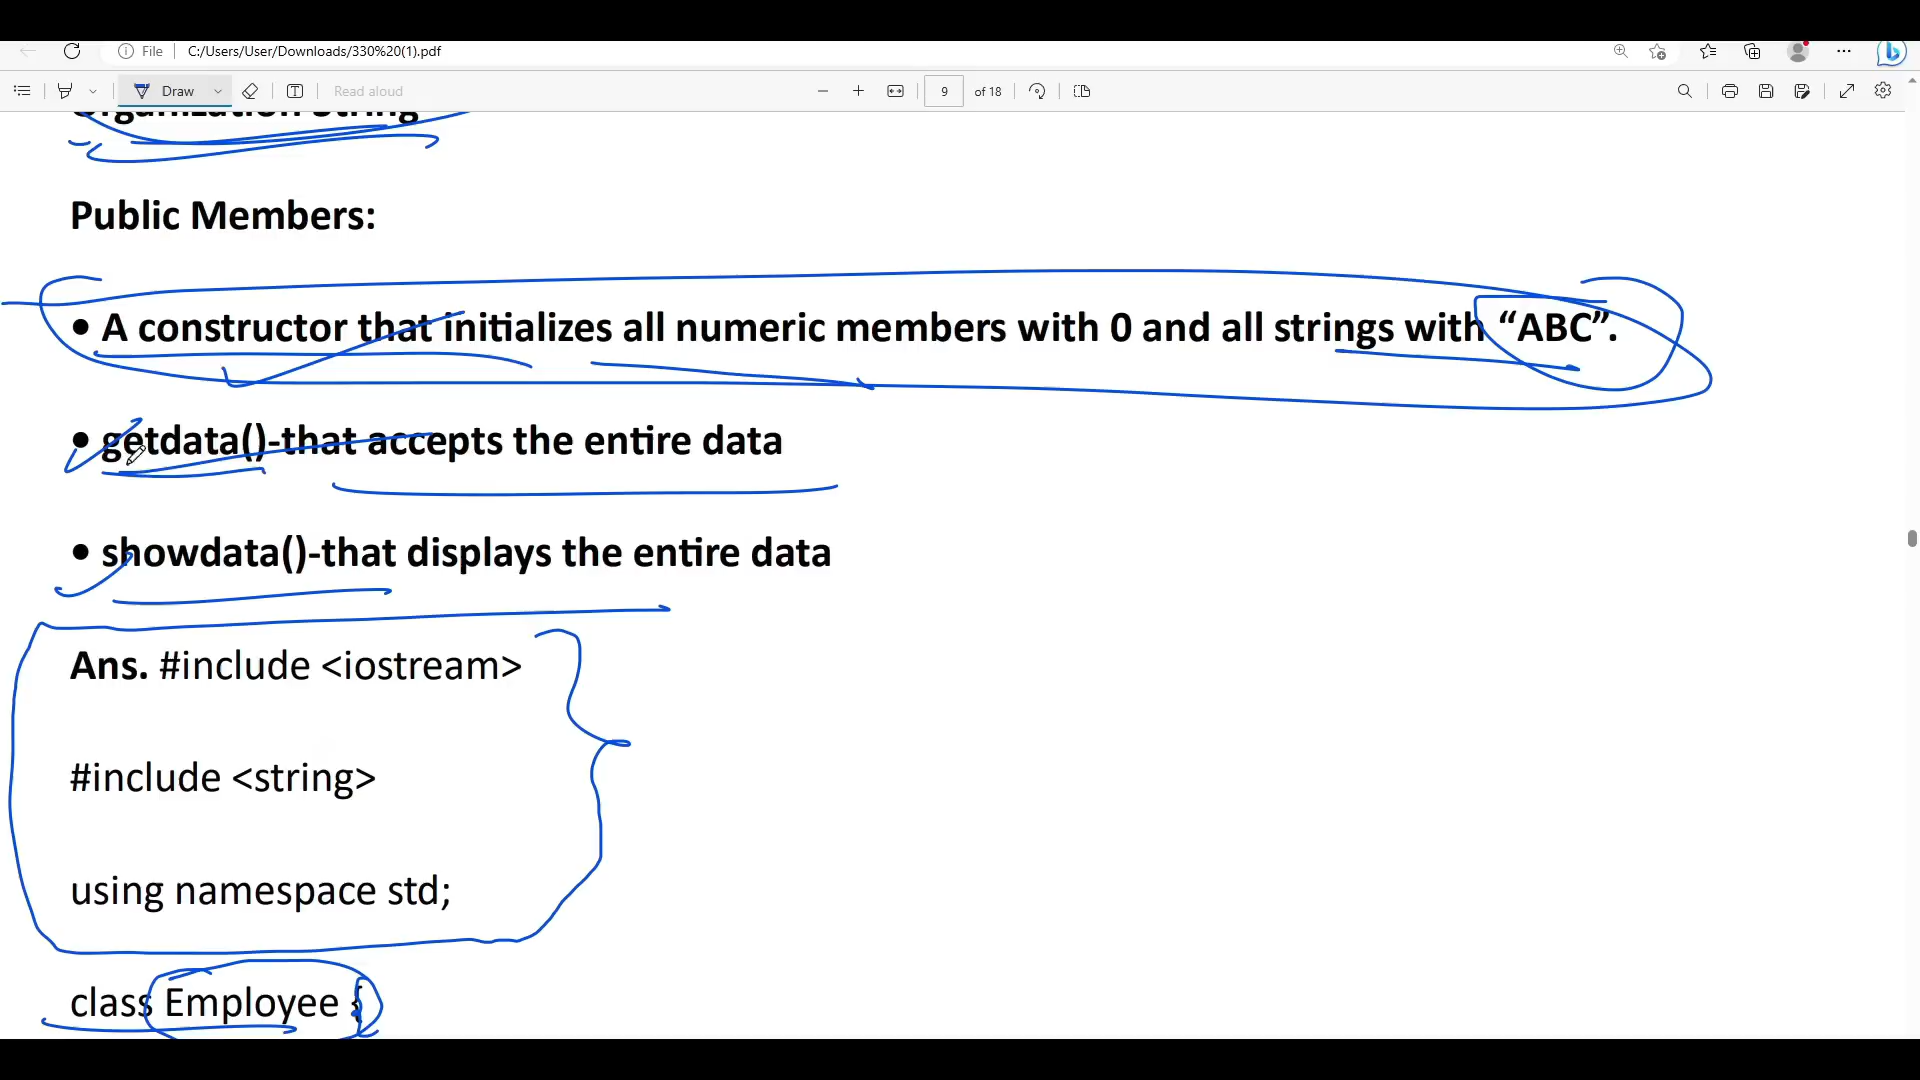 File C:/Users/User/Downloads/330%20(1).pdf
Draw Read aloud 9 of 18
Organization String
Public Members:
• A constructor that initializes all numeric members with 0 and all strings with “ABC”.
• getdata()-that accepts the entire data
• showdata()-that displays the entire data
Ans. #include <iostream>
#include <string>
using namespace std;
class Employee {